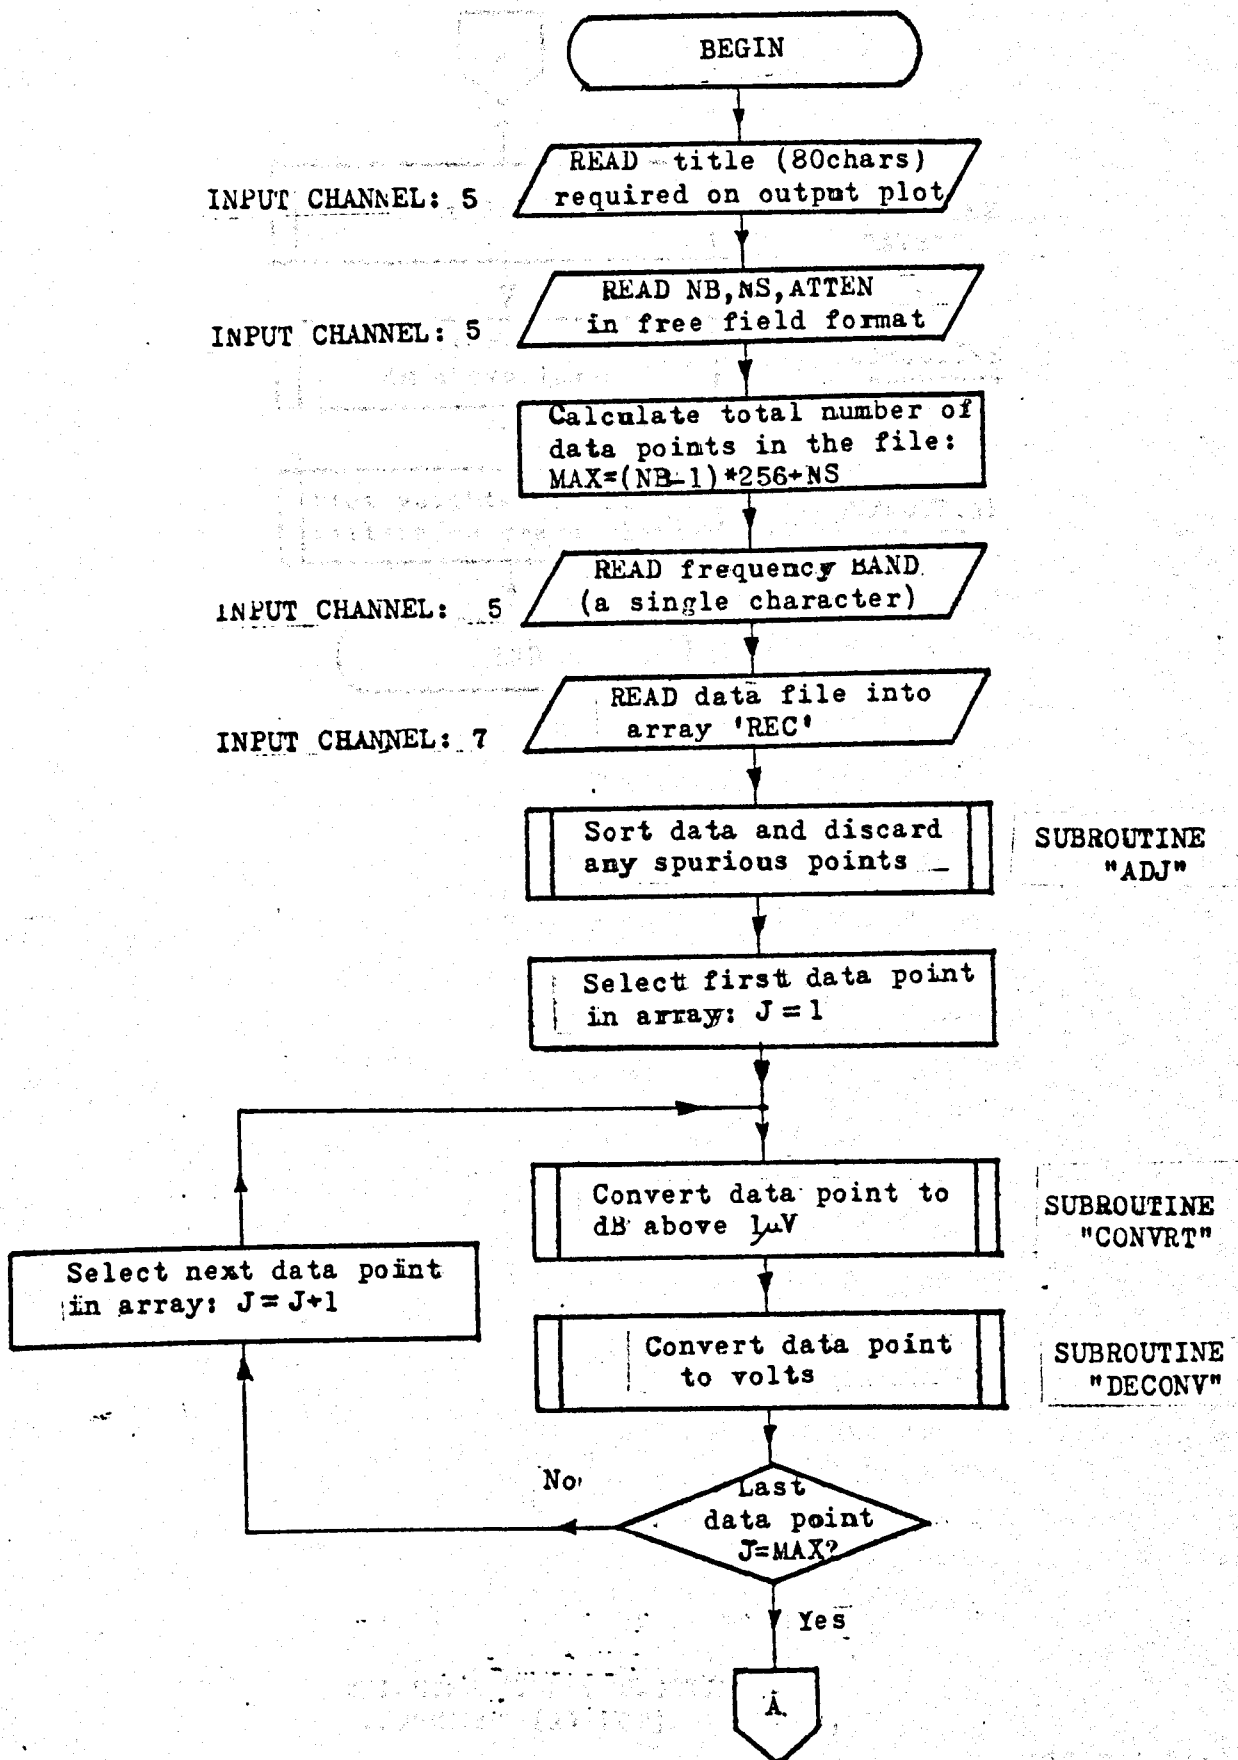 BEGIN
READ title (80chars)
required on output plot
INPUT CHANNEL: 5
READ NB,NS,ATTEN
in free field format
INPUT CHANNEL: 5
Calculate total number of
data points in the file:
MAX=(NB-1)*256+NS
READ frequency BAND
(a single character)
INPUT CHANNEL: 5
READ data file into
array 'REC'
INPUT CHANNEL: 7
Sort data and discard
any spurious points
SUBROUTINE
"ADJ"
Select first data point
in array: J=1
Convert data point to
dB above 1μV
SUBROUTINE
"CONVRT"
Select next data point
in array: J=J+1
Convert data point
to volts
SUBROUTINE
"DECONV"
No
Last
data point
J=MAX?
Yes
A